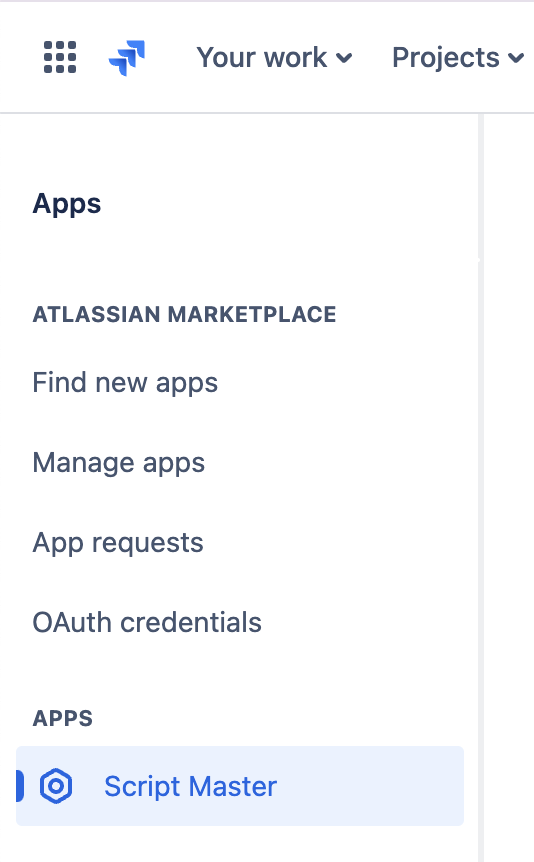 Your work Projects
Apps
ATLASSIAN MARKETPLACE
Find new apps
Manage apps
App requests
OAuth credentials
APPS
Script Master